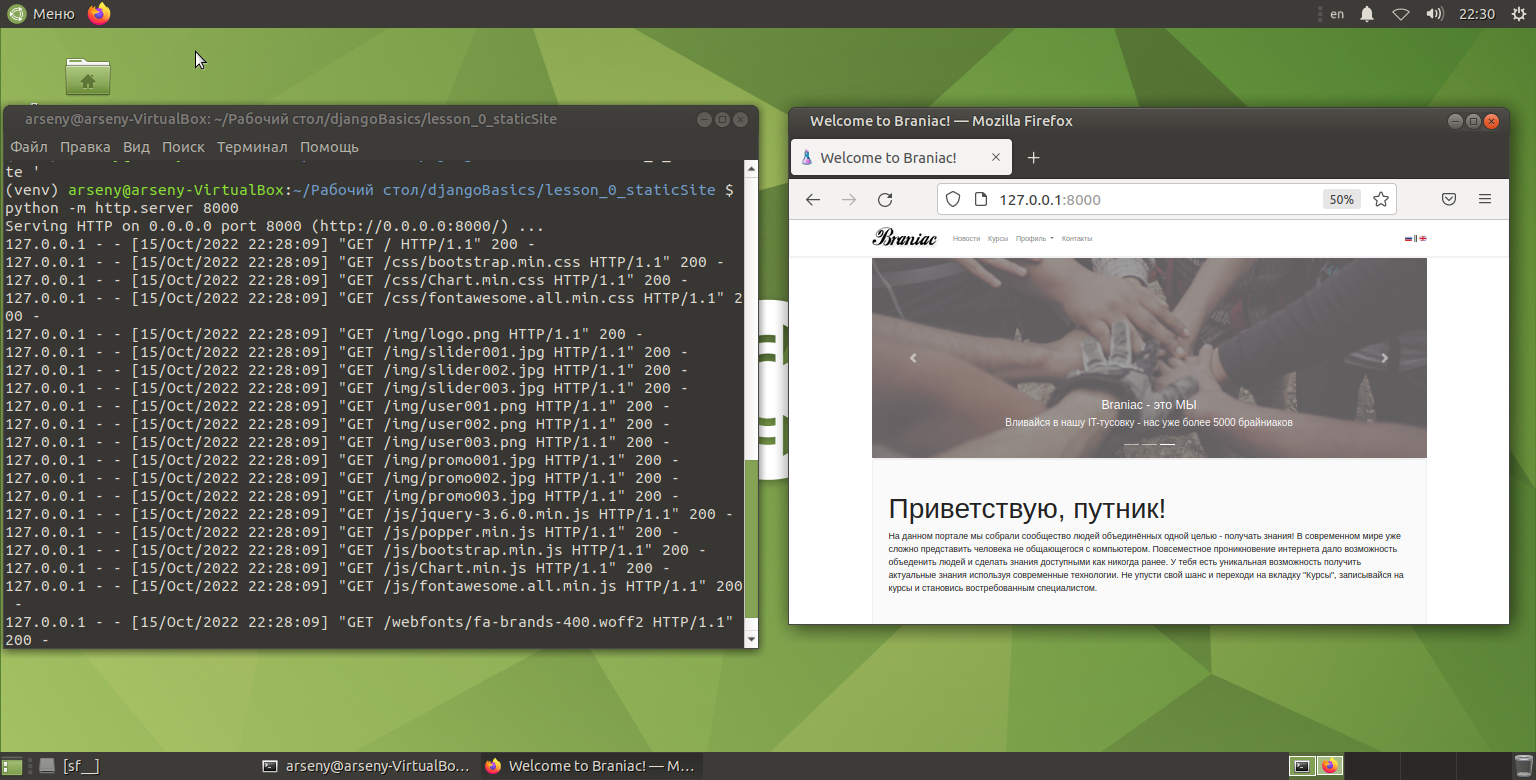 Меню
en
22:30
arseny@arseny-VirtualBox: ~/Рабочий стол/djangoBasics/lesson_0_staticSite
Файл Правка Вид Поиск Терминал Помощь
te '
(venv) arseny@arseny-VirtualBox:~/Рабочий стол/djangoBasics/lesson_0_staticSite $
python -m http.server 8000
Serving HTTP on 0.0.0.0 port 8000 (http://0.0.0.0:8000/) ...
127.0.0.1 - - [15/Oct/2022 22:28:09] "GET / HTTP/1.1" 200 -
127.0.0.1 - - [15/Oct/2022 22:28:09] "GET /css/bootstrap.min.css HTTP/1.1" 200 -
127.0.0.1 - - [15/Oct/2022 22:28:09] "GET /css/Chart.min.css HTTP/1.1" 200 -
127.0.0.1 - - [15/Oct/2022 22:28:09] "GET /css/fontawesome.all.min.css HTTP/1.1" 2
00 -
127.0.0.1 - - [15/Oct/2022 22:28:09] "GET /img/logo.png HTTP/1.1" 200 -
127.0.0.1 - - [15/Oct/2022 22:28:09] "GET /img/slider001.jpg HTTP/1.1" 200 -
127.0.0.1 - - [15/Oct/2022 22:28:09] "GET /img/slider002.jpg HTTP/1.1" 200 -
127.0.0.1 - - [15/Oct/2022 22:28:09] "GET /img/slider003.jpg HTTP/1.1" 200 -
127.0.0.1 - - [15/Oct/2022 22:28:09] "GET /img/user001.png HTTP/1.1" 200 -
127.0.0.1 - - [15/Oct/2022 22:28:09] "GET /img/user002.png HTTP/1.1" 200 -
127.0.0.1 - - [15/Oct/2022 22:28:09] "GET /img/user003.png HTTP/1.1" 200 -
127.0.0.1 - - [15/Oct/2022 22:28:09] "GET /img/promo001.jpg HTTP/1.1" 200 -
127.0.0.1 - - [15/Oct/2022 22:28:09] "GET /img/promo002.jpg HTTP/1.1" 200 -
127.0.0.1 - - [15/Oct/2022 22:28:09] "GET /img/promo003.jpg HTTP/1.1" 200 -
127.0.0.1 - - [15/Oct/2022 22:28:09] "GET /js/jquery-3.6.0.min.js HTTP/1.1" 200 -
127.0.0.1 - - [15/Oct/2022 22:28:09] "GET /js/popper.min.js HTTP/1.1" 200 -
127.0.0.1 - - [15/Oct/2022 22:28:09] "GET /js/bootstrap.min.js HTTP/1.1" 200 -
127.0.0.1 - - [15/Oct/2022 22:28:09] "GET /js/Chart.min.js HTTP/1.1" 200 -
127.0.0.1 - - [15/Oct/2022 22:28:09] "GET /js/fontawesome.all.min.js HTTP/1.1" 200
-
127.0.0.1 - - [15/Oct/2022 22:28:09] "GET /webfonts/fa-brands-400.woff2 HTTP/1.1"
200 -
Welcome to Braniac! — Mozilla Firefox
Welcome to Braniac!
127.0.0.1:8000
50%
Braniac Новости Курсы Профиль Контакты
||
Braniac - это МЫ
Вливайся в нашу IT-тусовку - нас уже более 5000 брайниаков
Приветствую, путник!
На данном портале мы собрали сообщество людей объединённых одной целью - получать знания! В современном мире уже
сложно представить человека не общающегося с компьютером. Повсеместное проникновение интернета дало возможность
объеденить людей и сделать знания доступными как никогда ранее. У тебя есть уникальная возможность получить
актуальные знания используя современные технологии. Не упусти свой шанс и переходи на вкладку "Курсы", записывайся на
курсы и становись востребованным специалистом.
[sf__]
arseny@arseny-VirtualBo...
Welcome to Braniac! — M...